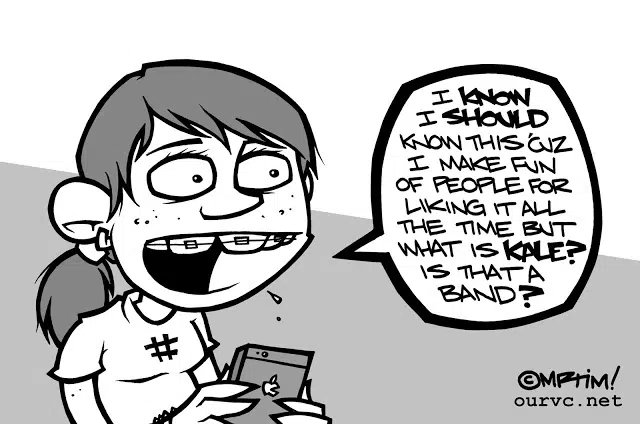 I KNOW
I SHOULD
KNOW THIS 'CUZ
I MAKE FUN
OF PEOPLE FOR
LIKING IT ALL
THE TIME BUT
WHAT IS KALE?
IS THAT A
BAND?
#
©MRTIM!
ourvc.net